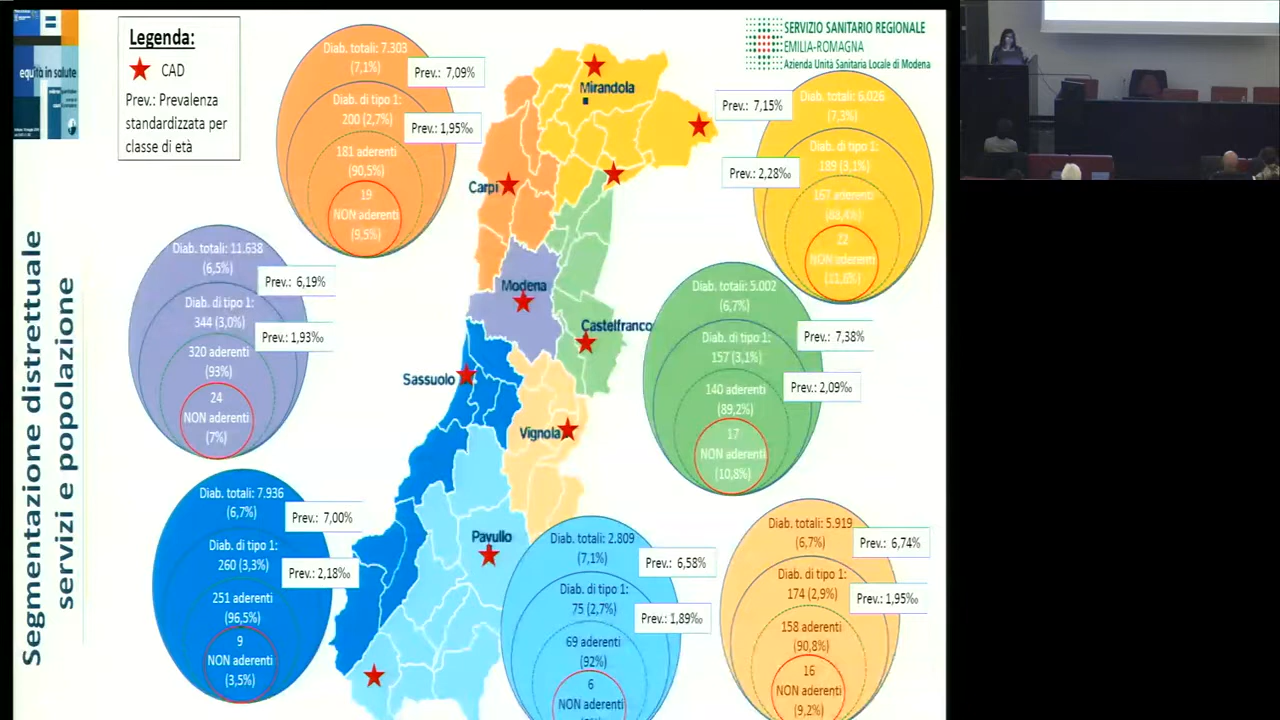 Segmentazione distrettuale
servizi e popolazione
equità in salute
Legenda:
CAD
Prev.: Prevalenza
standardizzata per
classe di età
SERVIZIO SANITARIO REGIONALE
EMILIA-ROMAGNA
Azienda Unità Sanitaria Locale di Modena
Diab. totali: 7.303
(7,1%)
Prev.: 7,09%
Diab. di tipo 1:
200 (2,7%)
Prev.: 1,95‰
181 aderenti
(90,5%)
19
NON aderenti
(9,5%)
Diab. totali: 6,026
(7,3%)
Prev.: 7,15%
Diab. di tipo 1:
189 (3,1%)
Prev.: 2,28‰
167 aderenti
(88,4%)
22
NON aderenti
(11,6%)
Diab. totali: 11.638
(6,5%)
Prev.: 6,19%
Diab. di tipo 1:
344 (3,0%)
Prev.: 1,93‰
320 aderenti
(93%)
24
NON aderenti
(7%)
Diab. totali: 5.002
(6,7%)
Prev.: 7,38%
Diab. di tipo 1:
157 (3,1%)
Prev.: 2,09‰
140 aderenti
(89,2%)
17
NON aderenti
(10,8%)
Diab. totali: 7.936
(6,7%)
Prev.: 7,00%
Diab. di tipo 1:
260 (3,3%)
Prev.: 2,18‰
251 aderenti
(96,5%)
9
NON aderenti
(3,5%)
Diab. totali: 2.809
(7,1%)
Prev.: 6,58%
Diab. di tipo 1:
75 (2,7%)
Prev.: 1,89‰
69 aderenti
(92%)
6
NON aderenti
Diab. totali: 5.919
(6,7%)
Prev.: 6,74%
Diab. di tipo 1:
174 (2,9%)
Prev.: 1,95‰
158 aderenti
(90,8%)
16
NON aderenti
(9,2%)
Mirandola
Carpi
Modena
Castelfranco
Sassuolo
Vignola
Pavullo